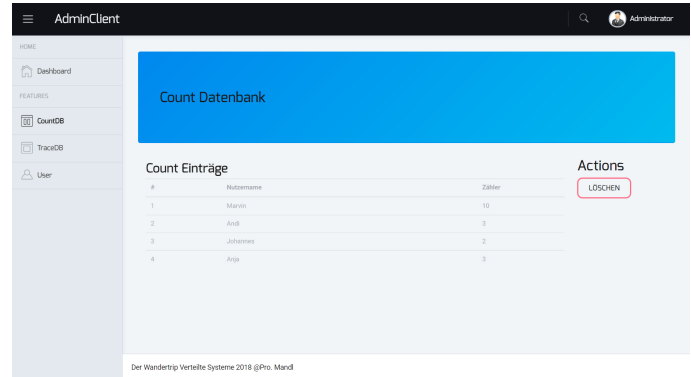 AdminClient
Administrator
HOME
Dashboard
FEATURES
CountDB
TraceDB
User
Count Datenbank
Count Einträge
# Nutzername Zähler
1 Marvin 10
2 Andi 3
3 Johannes 2
4 Anja 3
Actions
LÖSCHEN
Der Wandertrip Verteilte Systeme 2018 @Pro. Mandl